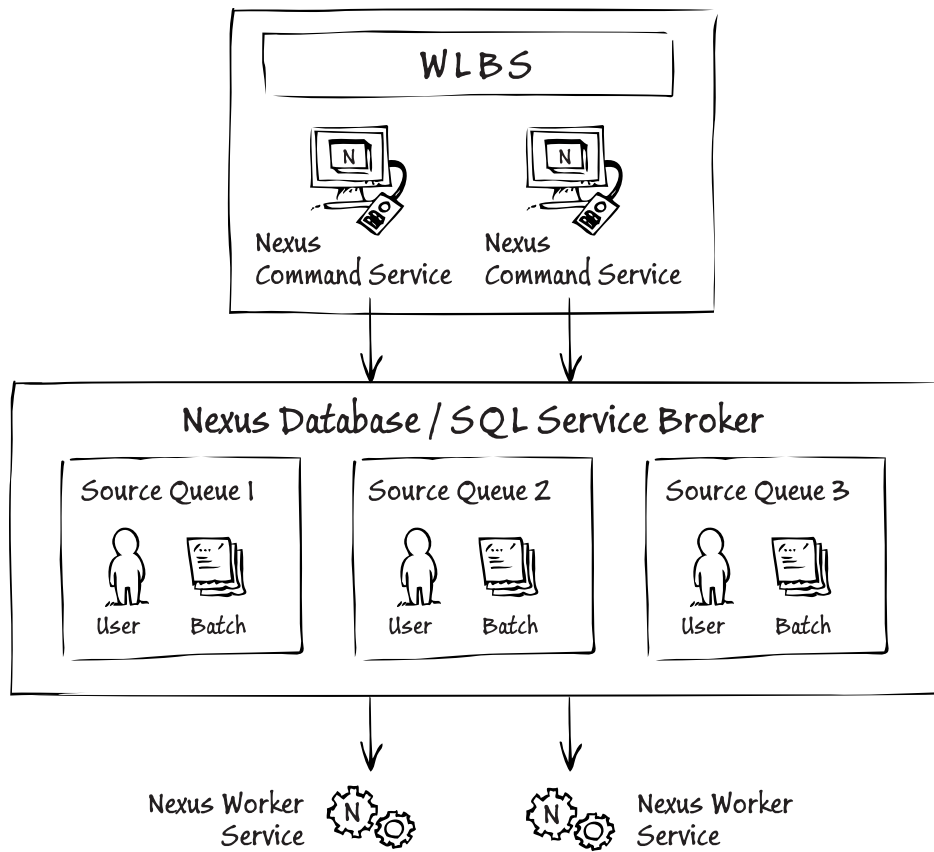 WLBS
N
N
Nexus
Command Service
Nexus
Command Service
Nexus Database / SQL Service Broker
Source Queue 1
User
Batch
Source Queue 2
User
Batch
Source Queue 3
User
Batch
Nexus Worker
Service
N
N
Nexus Worker
Service